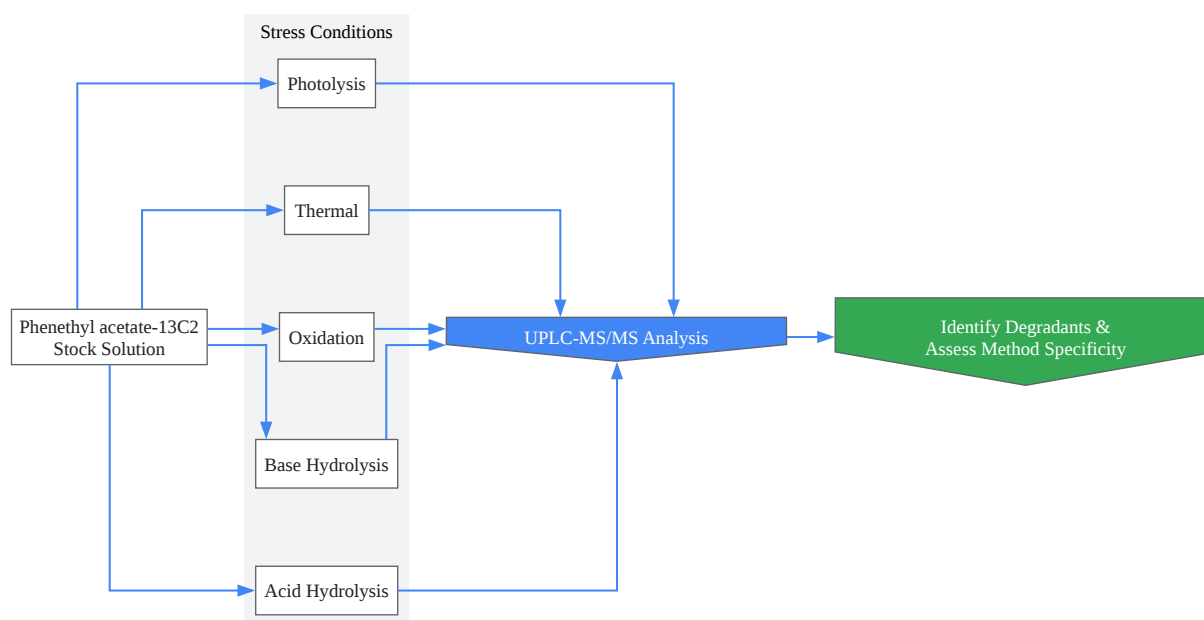 Stress Conditions
Photolysis
Thermal
Phenethyl acetate-13C2
Stock Solution
Oxidation
UPLC-MS/MS Analysis
Identify Degradants &
Assess Method Specificity
Base Hydrolysis
Acid Hydrolysis